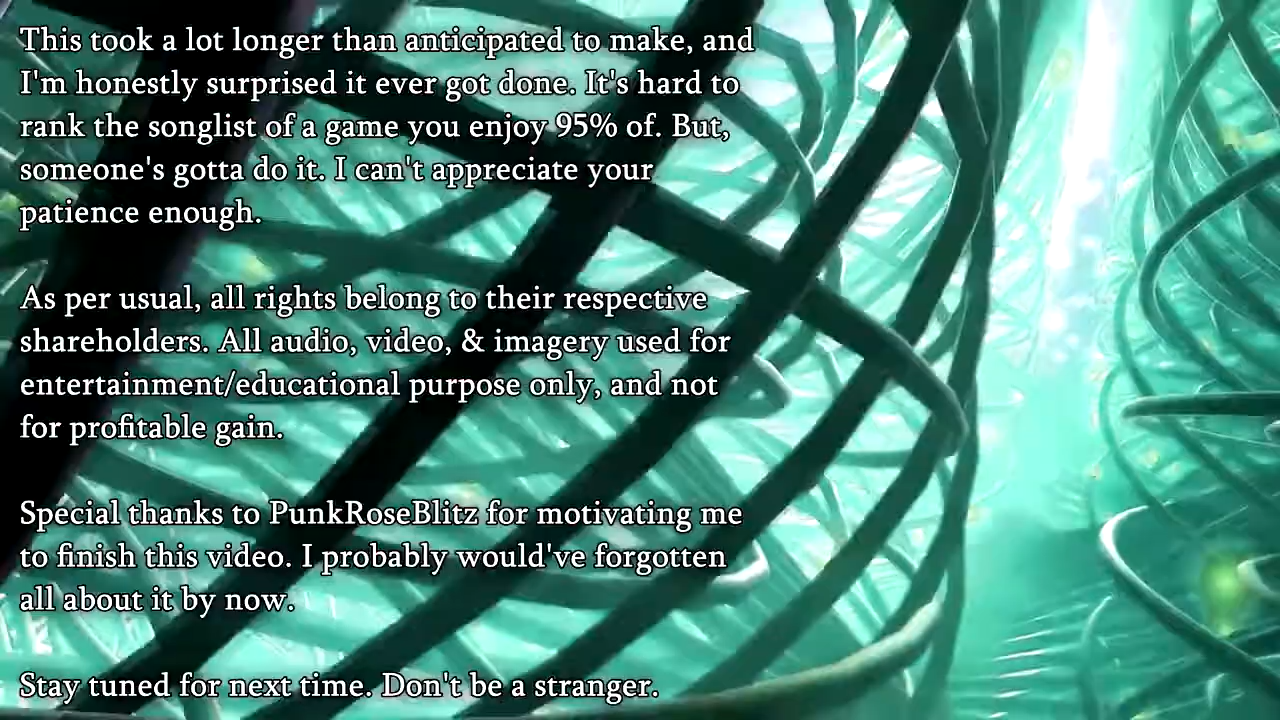 This took a lot longer than anticipated to make, and
I'm honestly surprised it ever got done. It's hard to
rank the songlist of a game you enjoy 95% of. But,
someone's gotta do it. I can't appreciate your
patience enough.
As per usual, all rights belong to their respective
shareholders. All audio, video, & imagery used for
entertainment/educational purpose only, and not
for profitable gain.
Special thanks to PunkRoseBlitz for motivating me
to finish this video. I probably would've forgotten
all about it by now.
Stay tuned for next time. Don't be a stranger.